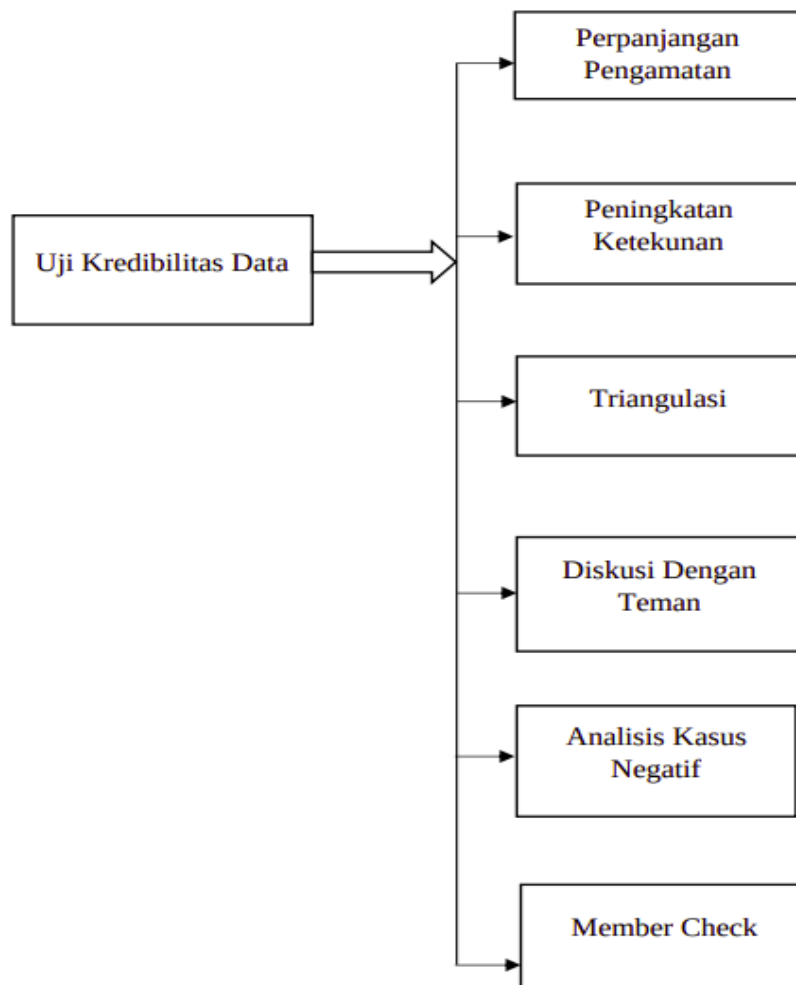 Perpanjangan
Pengamatan
Uji Kredibilitas Data
Peningkatan
Ketekunan
Triangulasi
Diskusi Dengan
Teman
Analisis Kasus
Negatif
Member Check